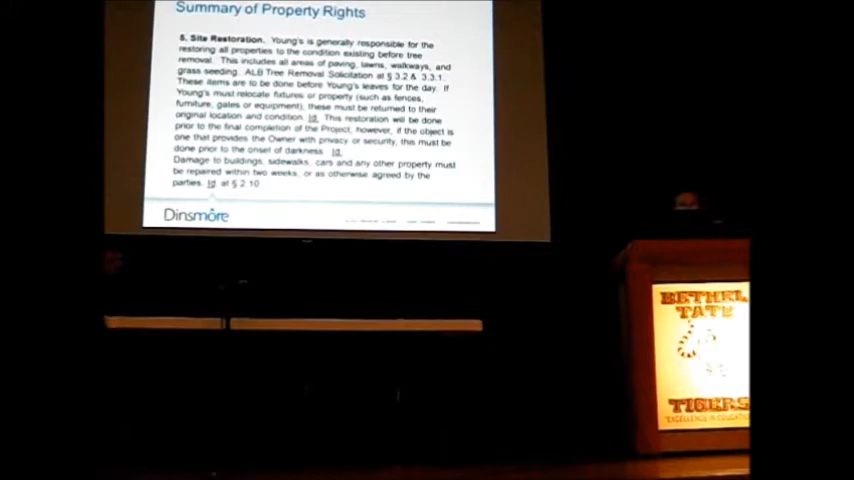 Summary of Property Rights
5. Site Restoration. Young's is generally responsible for the
restoring all properties to the condition existing before tree
removal. This includes all areas of paving, lawns, walkways, and
grass seeding. ALB Tree Removal Solicitation at § 3.2 & 3.3.1.
These items are to be done before Young's leaves for the day. If
Young's must relocate fixtures or property (such as fences,
furniture, gates or equipment), these must be returned to their
original location and condition. Id. This restoration will be done
prior to the final completion of the Project, however, if the object is
one that provides the Owner with privacy or security, this must be
done prior to the onset of darkness. Id.
Damage to buildings, sidewalks, cars and any other property must
be repaired within two weeks, or as otherwise agreed by the
parties. Id. at § 2.10
Dinsmore
BETHEL
TATE
TIGERS
"EXCELLENCE IN EDUCATION